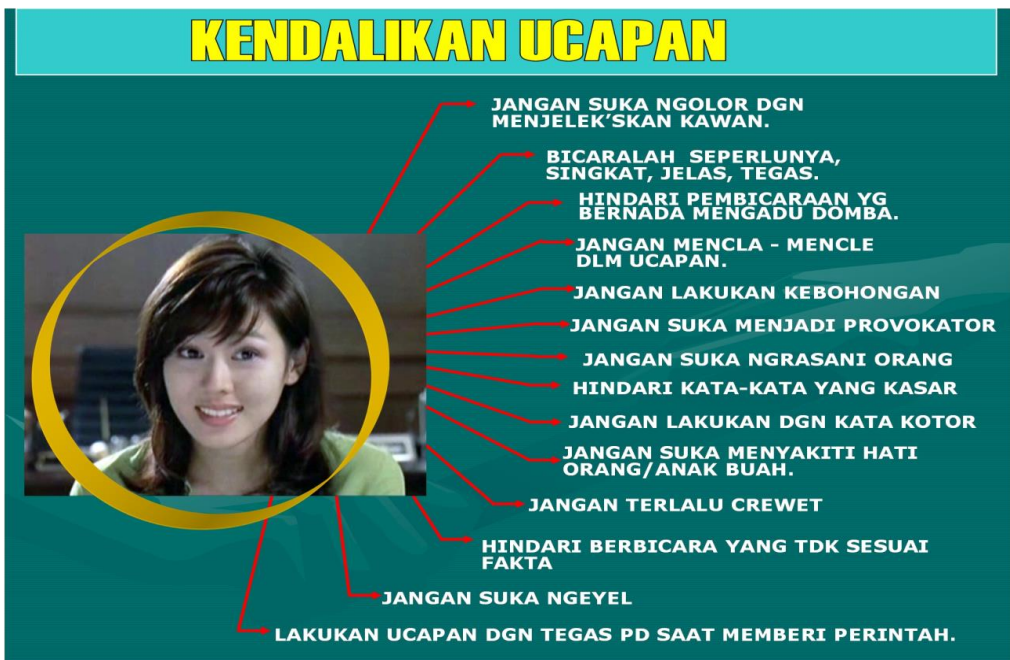 KENDALIKAN UCAPAN
JANGAN SUKA NGOLOR DGN
MENJELEK'SKAN KAWAN.
BICARALAH SEPERLUNYA,
SINGKAT, JELAS, TEGAS.
HINDARI PEMBICARAAN YG
BERNADA MENGADU DOMBA.
JANGAN MENCLA - MENCLE
DLM UCAPAN.
JANGAN LAKUKAN KEBOHONGAN
JANGAN SUKA MENJADI PROVOKATOR
JANGAN SUKA NGRASANI ORANG
HINDARI KATA-KATA YANG KASAR
JANGAN LAKUKAN DGN KATA KOTOR
JANGAN SUKA MENYAKITI HATI
ORANG/ANAK BUAH.
JANGAN TERLALU CREWET
HINDARI BERBICARA YANG TDK SESUAI
FAKTA
JANGAN SUKA NGEYEL
LAKUKAN UCAPAN DGN TEGAS PD SAAT MEMBERI PERINTAH.